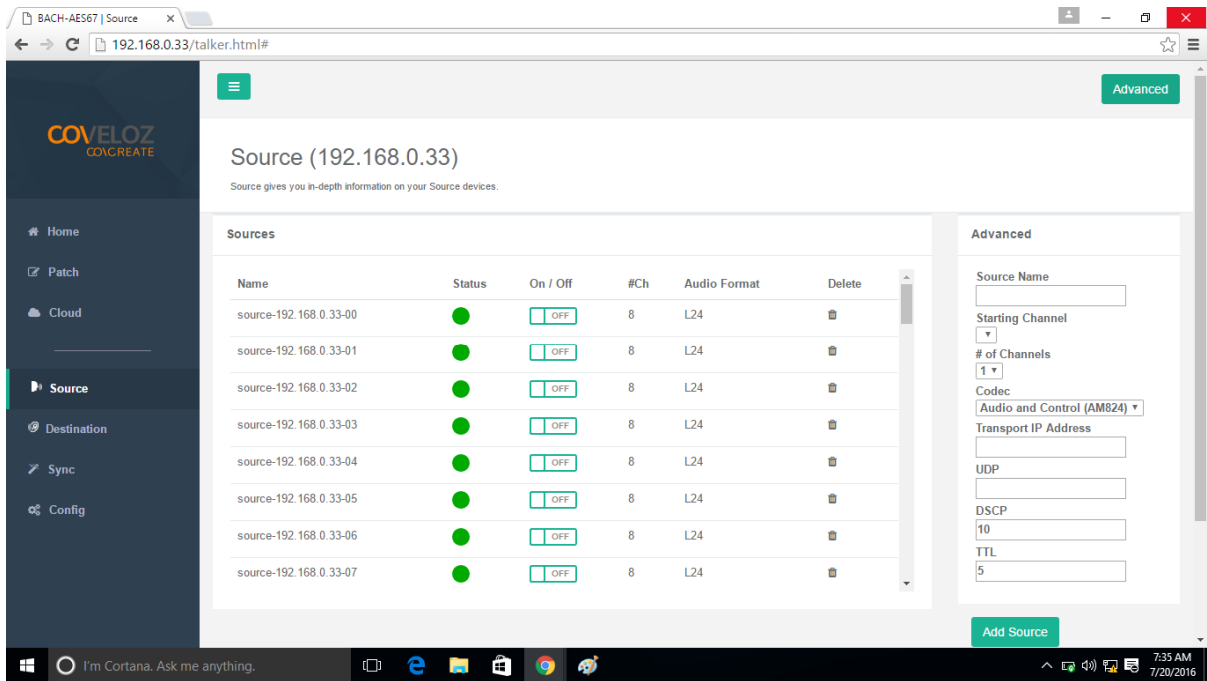 BACH-AES67 | Source
192.168.0.33/talker.html#
Advanced
COVELOZ
CO\CREATE
Source (192.168.0.33)
Source gives you in-depth information on your Source devices.
Home
Patch
Cloud
Source
Destination
Sync
Config
Sources
Name Status On / Off #Ch Audio Format Delete
source-192.168.0.33-00 OFF 8 L24
source-192.168.0.33-01 OFF 8 L24
source-192.168.0.33-02 OFF 8 L24
source-192.168.0.33-03 OFF 8 L24
source-192.168.0.33-04 OFF 8 L24
source-192.168.0.33-05 OFF 8 L24
source-192.168.0.33-06 OFF 8 L24
source-192.168.0.33-07 OFF 8 L24
Advanced
Source Name
Starting Channel
# of Channels
1
Codec
Audio and Control (AM824)
Transport IP Address
UDP
DSCP
10
TTL
5
Add Source
I'm Cortana. Ask me anything.
7:35 AM
7/20/2016